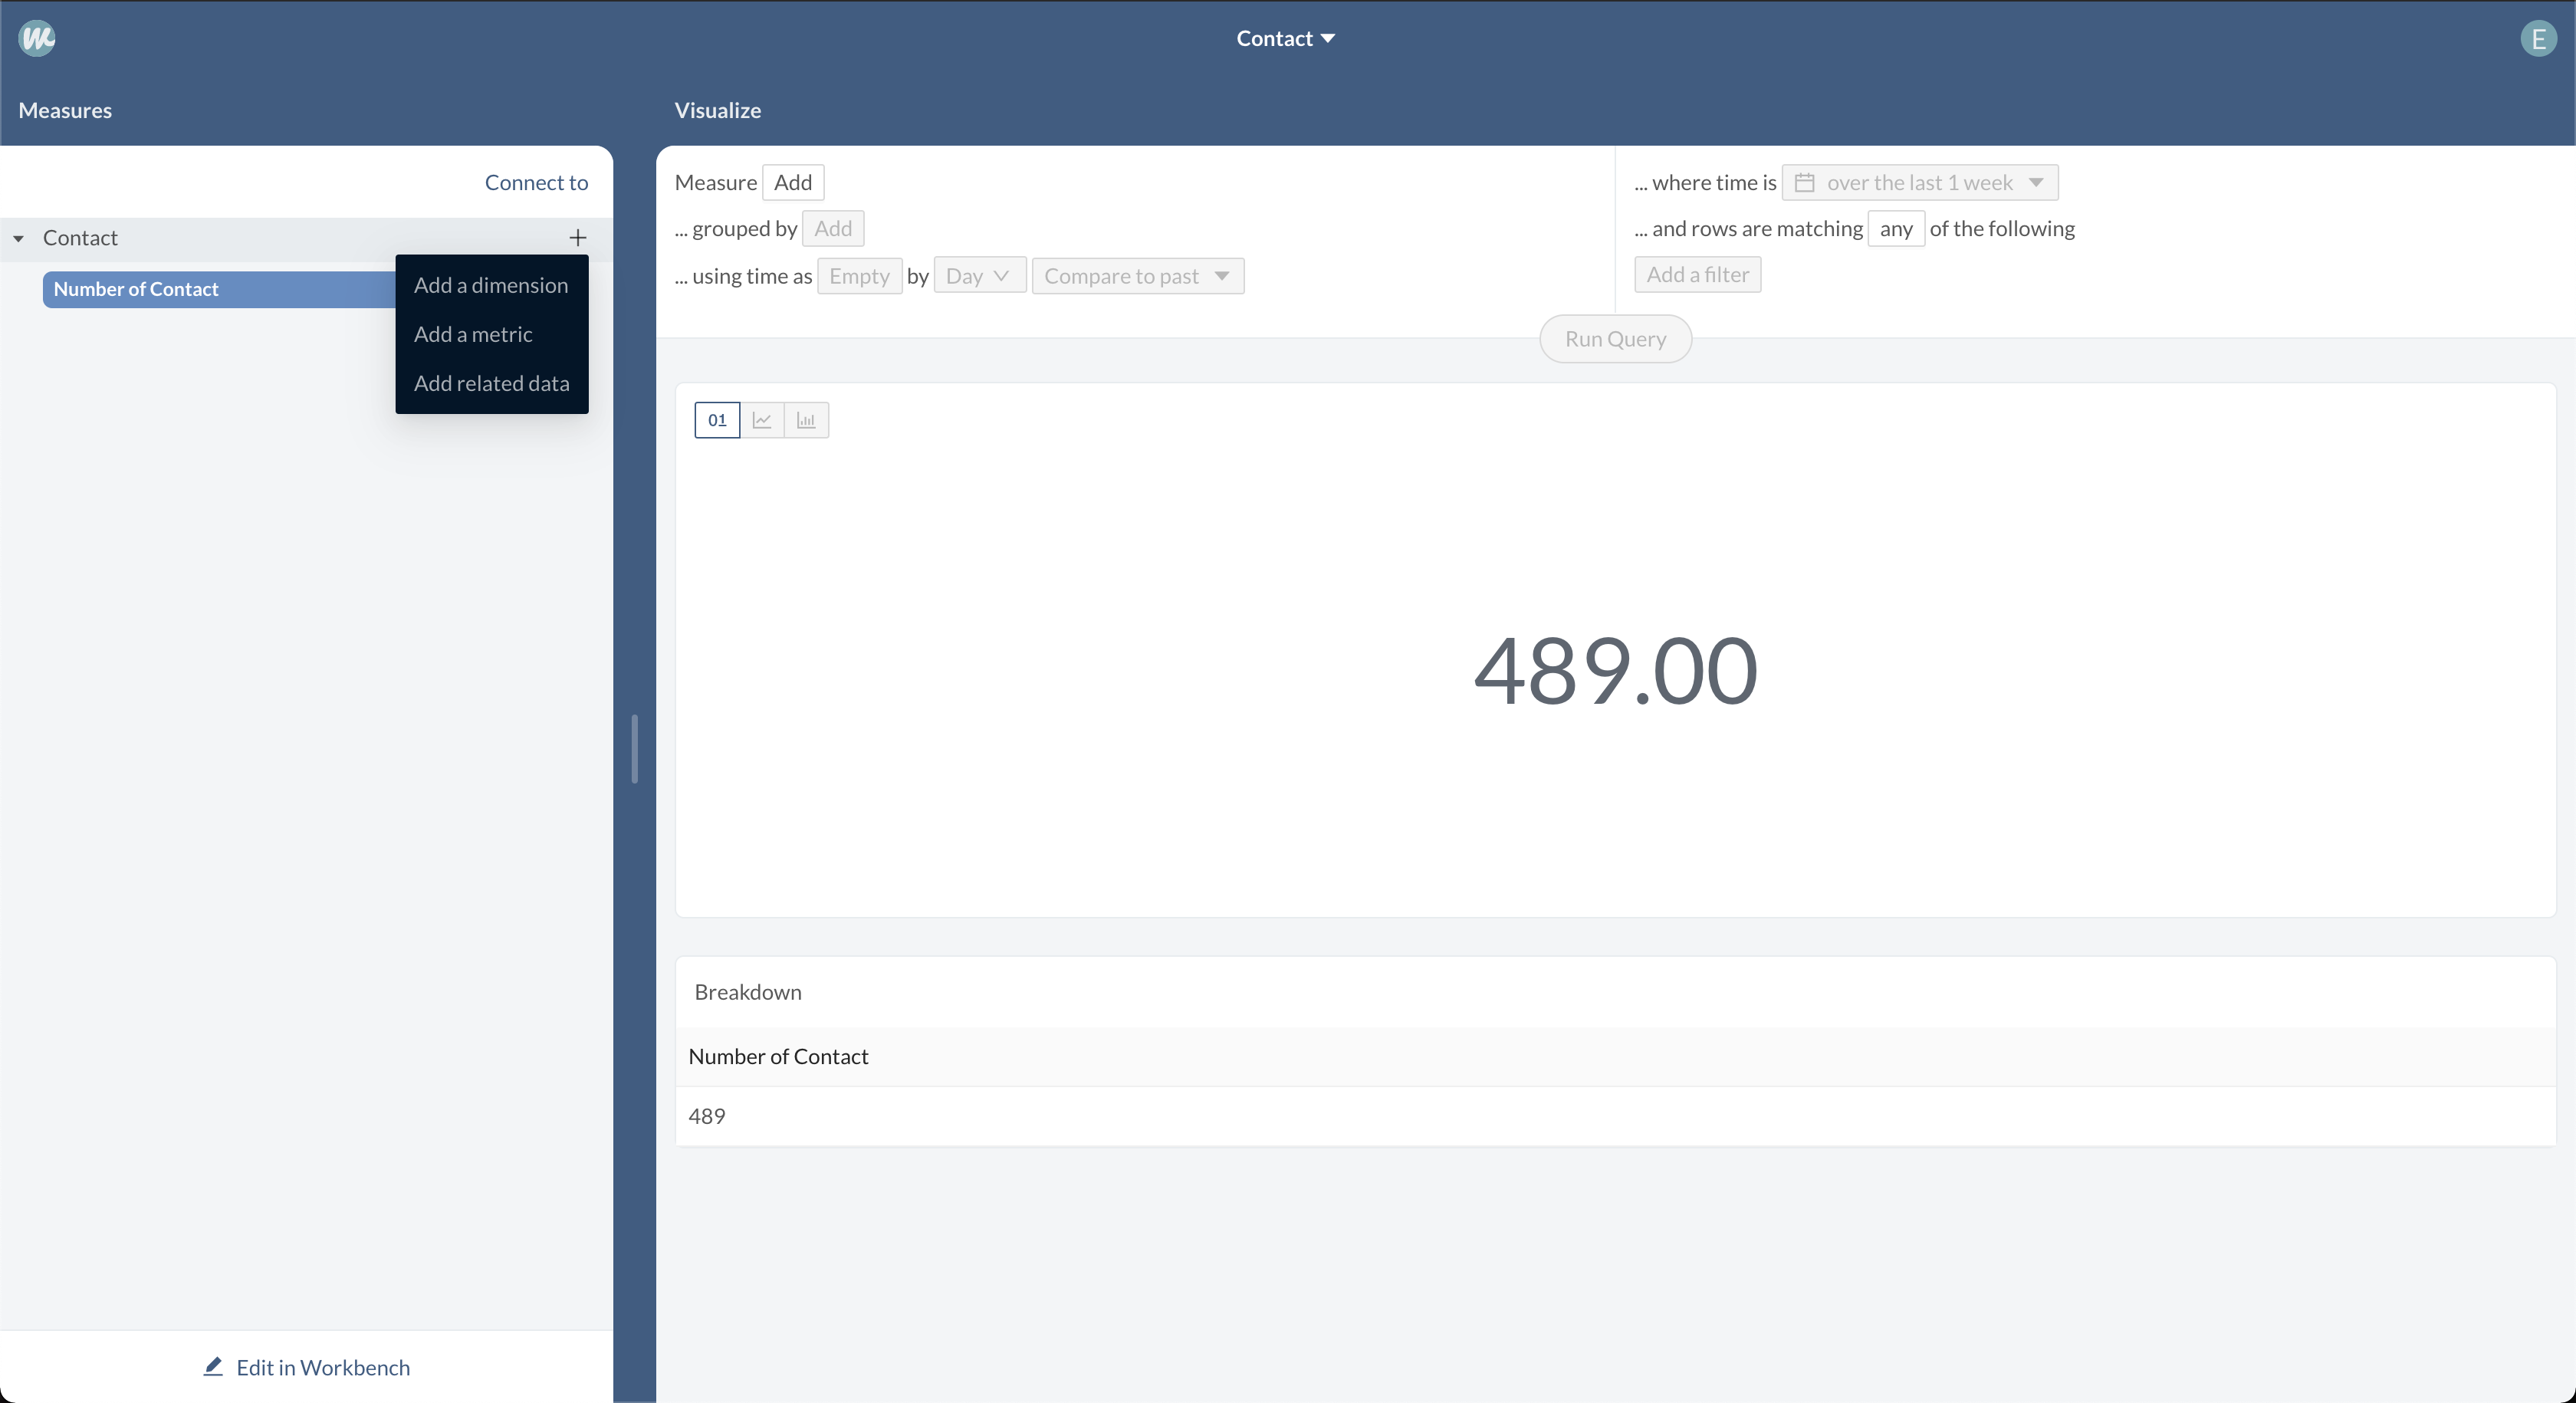 W
Contact
E
Measures
Visualize
Connect to
Contact
Number of Contact
Add a dimension
Add a metric
Add related data
Edit in Workbench
Measure Add
... grouped by Add
... using time as Empty by Day Compare to past
... where time is over the last 1 week
... and rows are matching any of the following
Add a filter
Run Query
01
489.00
Breakdown
Number of Contact
489